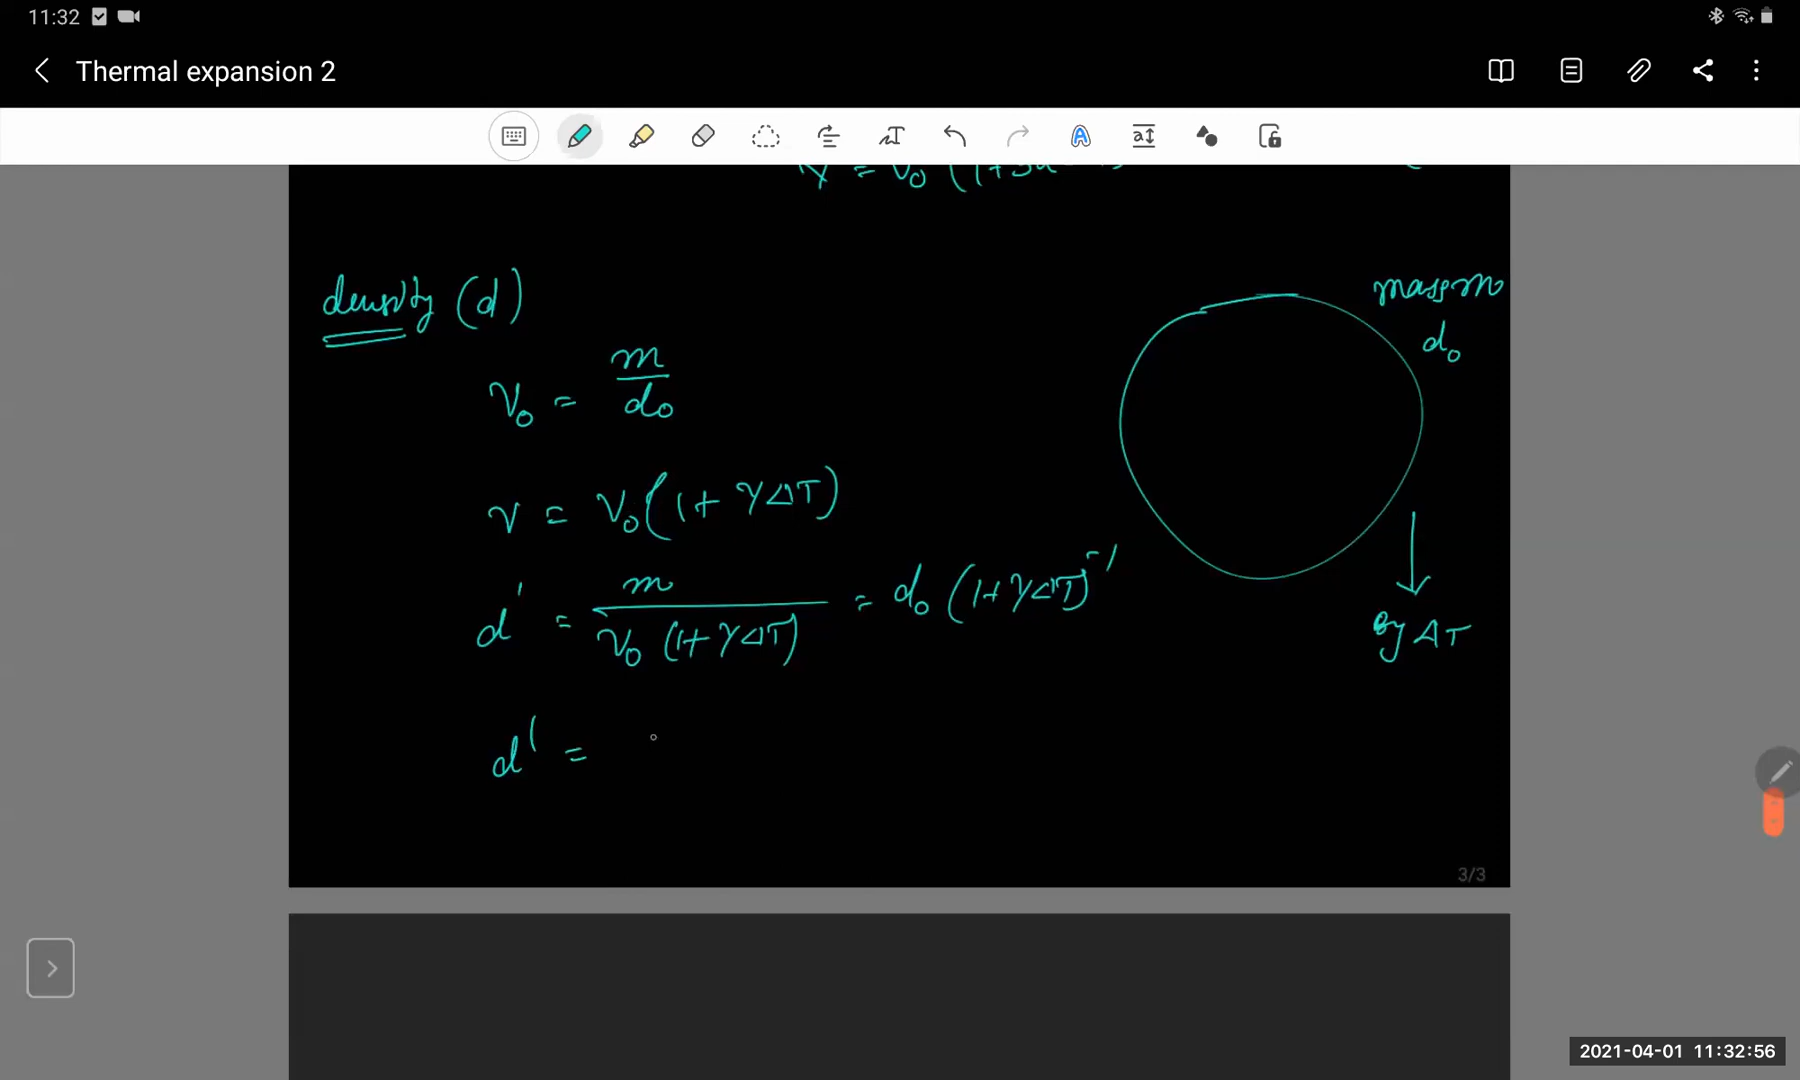 11:32
Thermal expansion 2
density (d)
mass m
d₀
V₀ = m/d₀
V = V₀(1 + γΔT)
d' = m / V₀(1+γΔT) = d₀(1+γΔT)⁻¹
By ΔT
d' =
3/3
2021-04-01 11:32:56